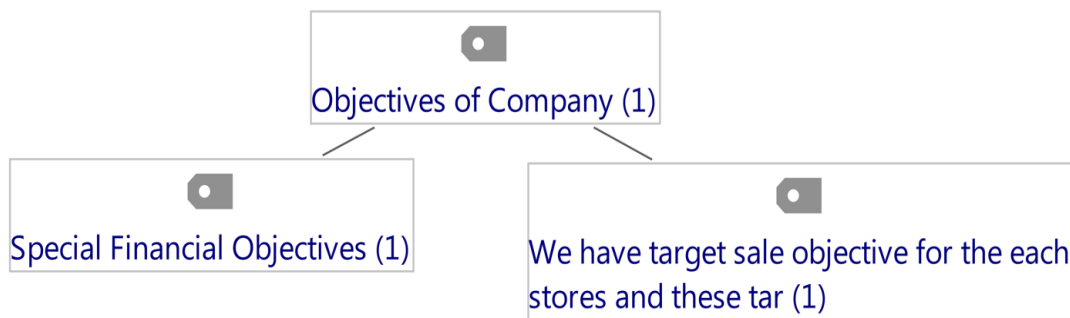 Objectives of Company (1)
Special Financial Objectives (1)
We have target sale objective for the each
stores and these tar (1)